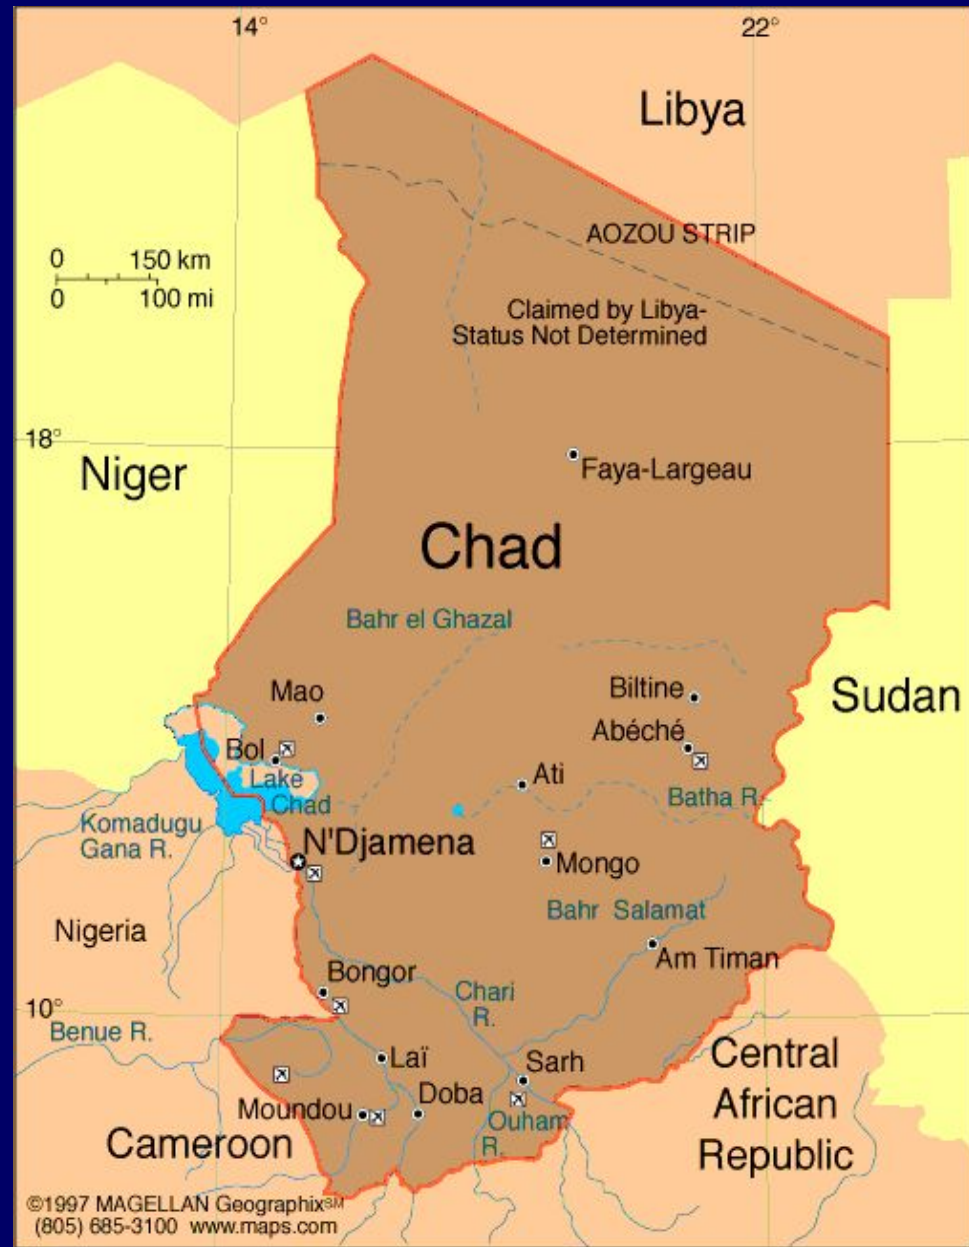 14°
22°
Libya
AOZOU STRIP
0 150 km
0 100 mi
Claimed by Libya-
Status Not Determined
18°
Niger
Faya-Largeau
Chad
Bahr el Ghazal
Mao
Biltine
Sudan
Abéché
Bol
Lake
Chad
Ati
Batha R.
Komadugu
Gana R.
N'Djamena
Mongo
Bahr Salamat
Nigeria
Am Timan
Bongor
Chari
R.
10°
Benue R.
Laï
Sarh
Central
African
Republic
Moundou
Doba
Ouham
R.
Cameroon
©1997 MAGELLAN Geographix℠
(805) 685-3100 www.maps.com